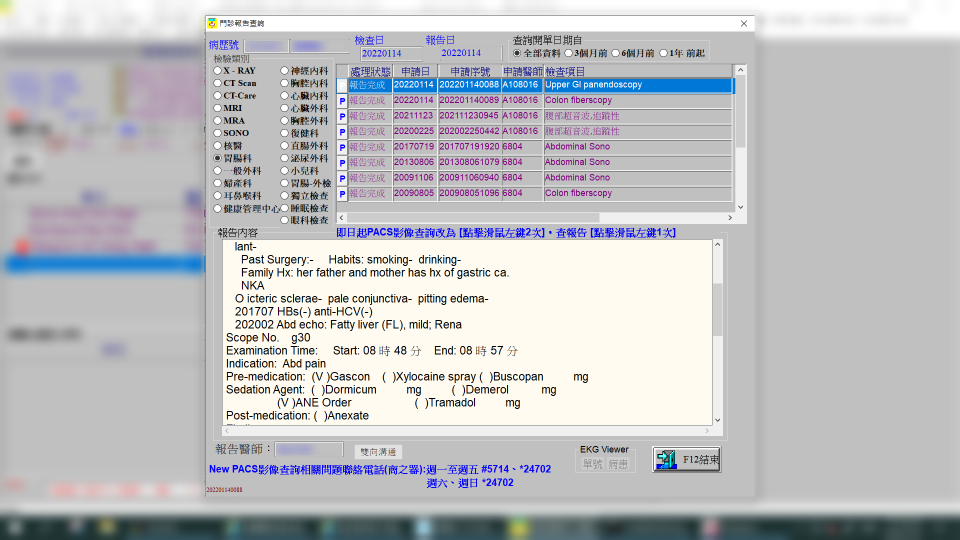 門診報告查詢
病歷號 檢查日 報告日 查詢開單日期自
20220114 20220114 全部資料 3個月前 6個月前 1年 前起
檢驗類別
X - RAY 神經內科
CT Scan 胸腔內科
CT-Care 心臟內科
MRI 心臟外科
MRA 胸腔外科
SONO 復健科
核醫 直腸外科
胃腸科 泌尿外科
一般外科 小兒科
婦產科 胃腸-外檢
耳鼻喉科 獨立檢查
健康管理中心 睡眠檢查
眼科檢查
處理狀態 申請日 申請序號 申請醫師 檢查項目
報告完成 20220114 202201140088 A108016 Upper GI panendoscopy
P 報告完成 20220114 202201140089 A108016 Colon fiberscopy
P 報告完成 20211123 202111230945 A108016 腹部超音波,追蹤性
P 報告完成 20200225 202002250442 A108016 腹部超音波,追蹤性
P 報告完成 20170719 201707191920 6804 Abdominal Sono
P 報告完成 20130806 201308061079 6804 Abdominal Sono
P 報告完成 20091106 200911060940 6804 Abdominal Sono
P 報告完成 20090805 200908051096 6804 Colon fiberscopy
報告內容 即日起PACS影像查詢改為 [點擊滑鼠左鍵2次]，查報告 [點擊滑鼠左鍵1次]
lant-
Past Surgery:- Habits: smoking- drinking-
Family Hx: her father and mother has hx of gastric ca.
NKA
O icteric sclerae- pale conjunctiva- pitting edema-
201707 HBs(-) anti-HCV(-)
202002 Abd echo: Fatty liver (FL), mild; Rena
Scope No. g30
Examination Time: Start: 08 時 48 分 End: 08 時 57 分
Indication: Abd pain
Pre-medication: (V )Gascon ( )Xylocaine spray ( )Buscopan mg
Sedation Agent: ( )Dormicum mg ( )Demerol mg
(V )ANE Order ( )Tramadol mg
Post-medication: ( )Anexate
報告醫師： 雙向溝通 EKG Viewer
單號 病患 F12結束
New PACS影像查詢相關問題聯絡電話(商之器):週一至週五 #5714、*24702
週六、週日 *24702
202201140088